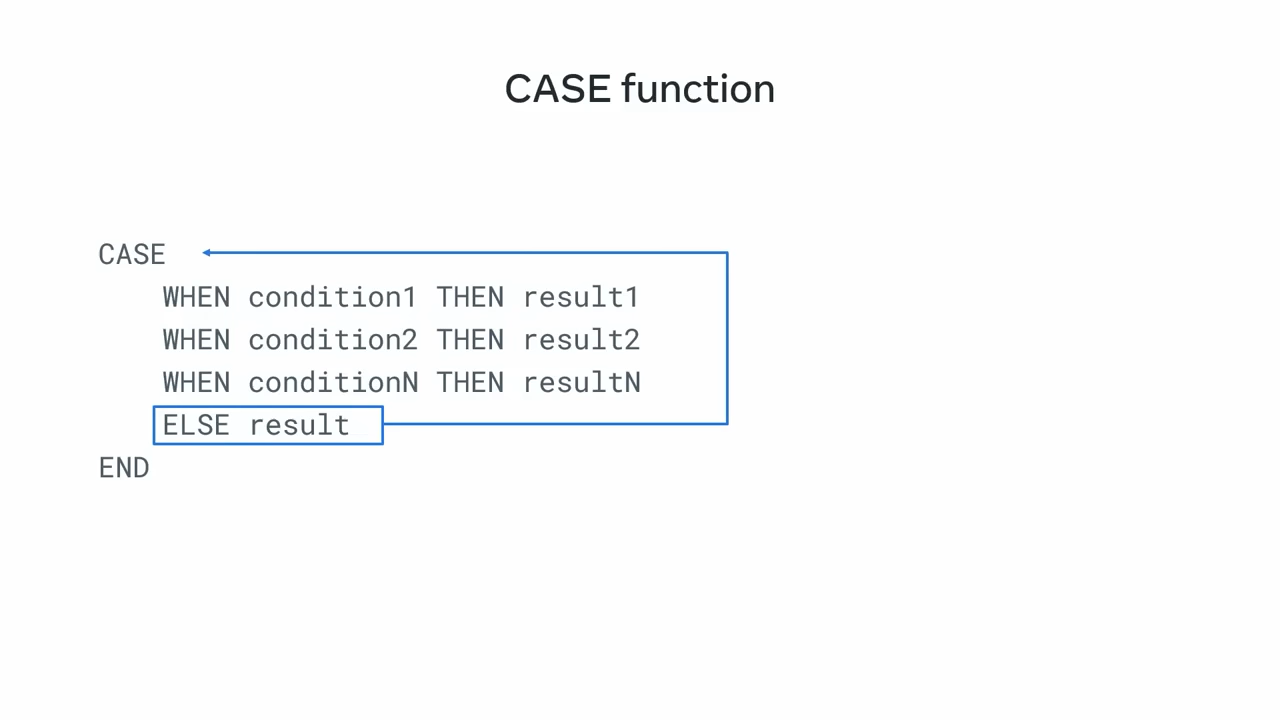 CASE function
CASE
WHEN condition1 THEN result1
WHEN condition2 THEN result2
WHEN conditionN THEN resultN
ELSE result
END